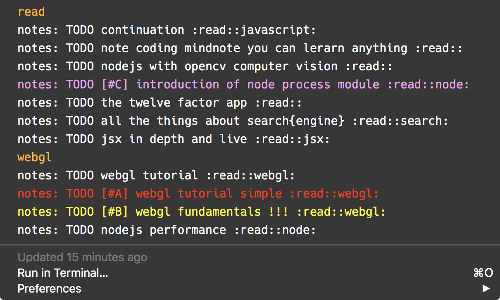 read
notes: TODO continuation :read::javascript:
notes: TODO note coding mindnote you can lerarn anything :read::
notes: TODO nodejs with opencv computer vision :read::
notes: TODO [#C] introduction of node process module :read::node:
notes: TODO the twelve factor app :read::
notes: TODO all the things about search{engine} :read::search:
notes: TODO jsx in depth and live :read::jsx:
webgl
notes: TODO webgl tutorial :read::webgl:
notes: TODO [#A] webgl tutorial simple :read::webgl:
notes: TODO [#B] webgl fundamentals !!! :read::webgl:
notes: TODO nodejs performance :read::node:
Updated 15 minutes ago
Run in Terminal... ⌘O
Preferences ▶